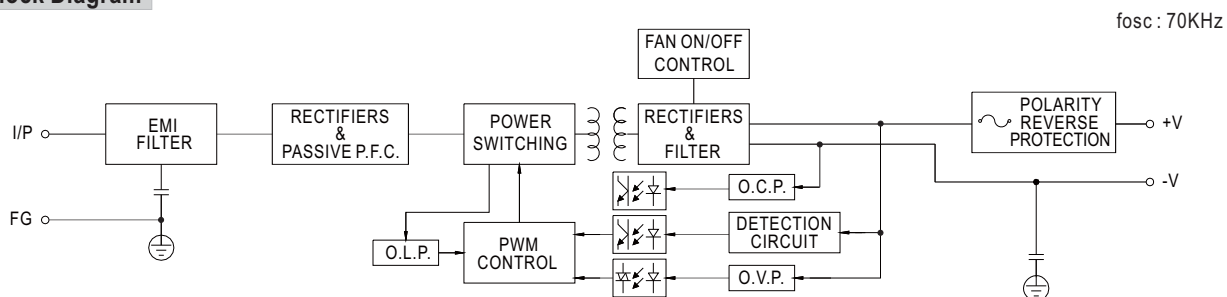 Diagram
fosc : 70KHz
FAN ON/OFF
CONTROL
I/P
EMI
FILTER
RECTIFIERS
&
PASSIVE P.F.C.
POWER
SWITCHING
RECTIFIERS
&
FILTER
POLARITY
REVERSE
PROTECTION
+V
-V
O.C.P.
FG
O.L.P.
PWM
CONTROL
DETECTION
CIRCUIT
O.V.P.